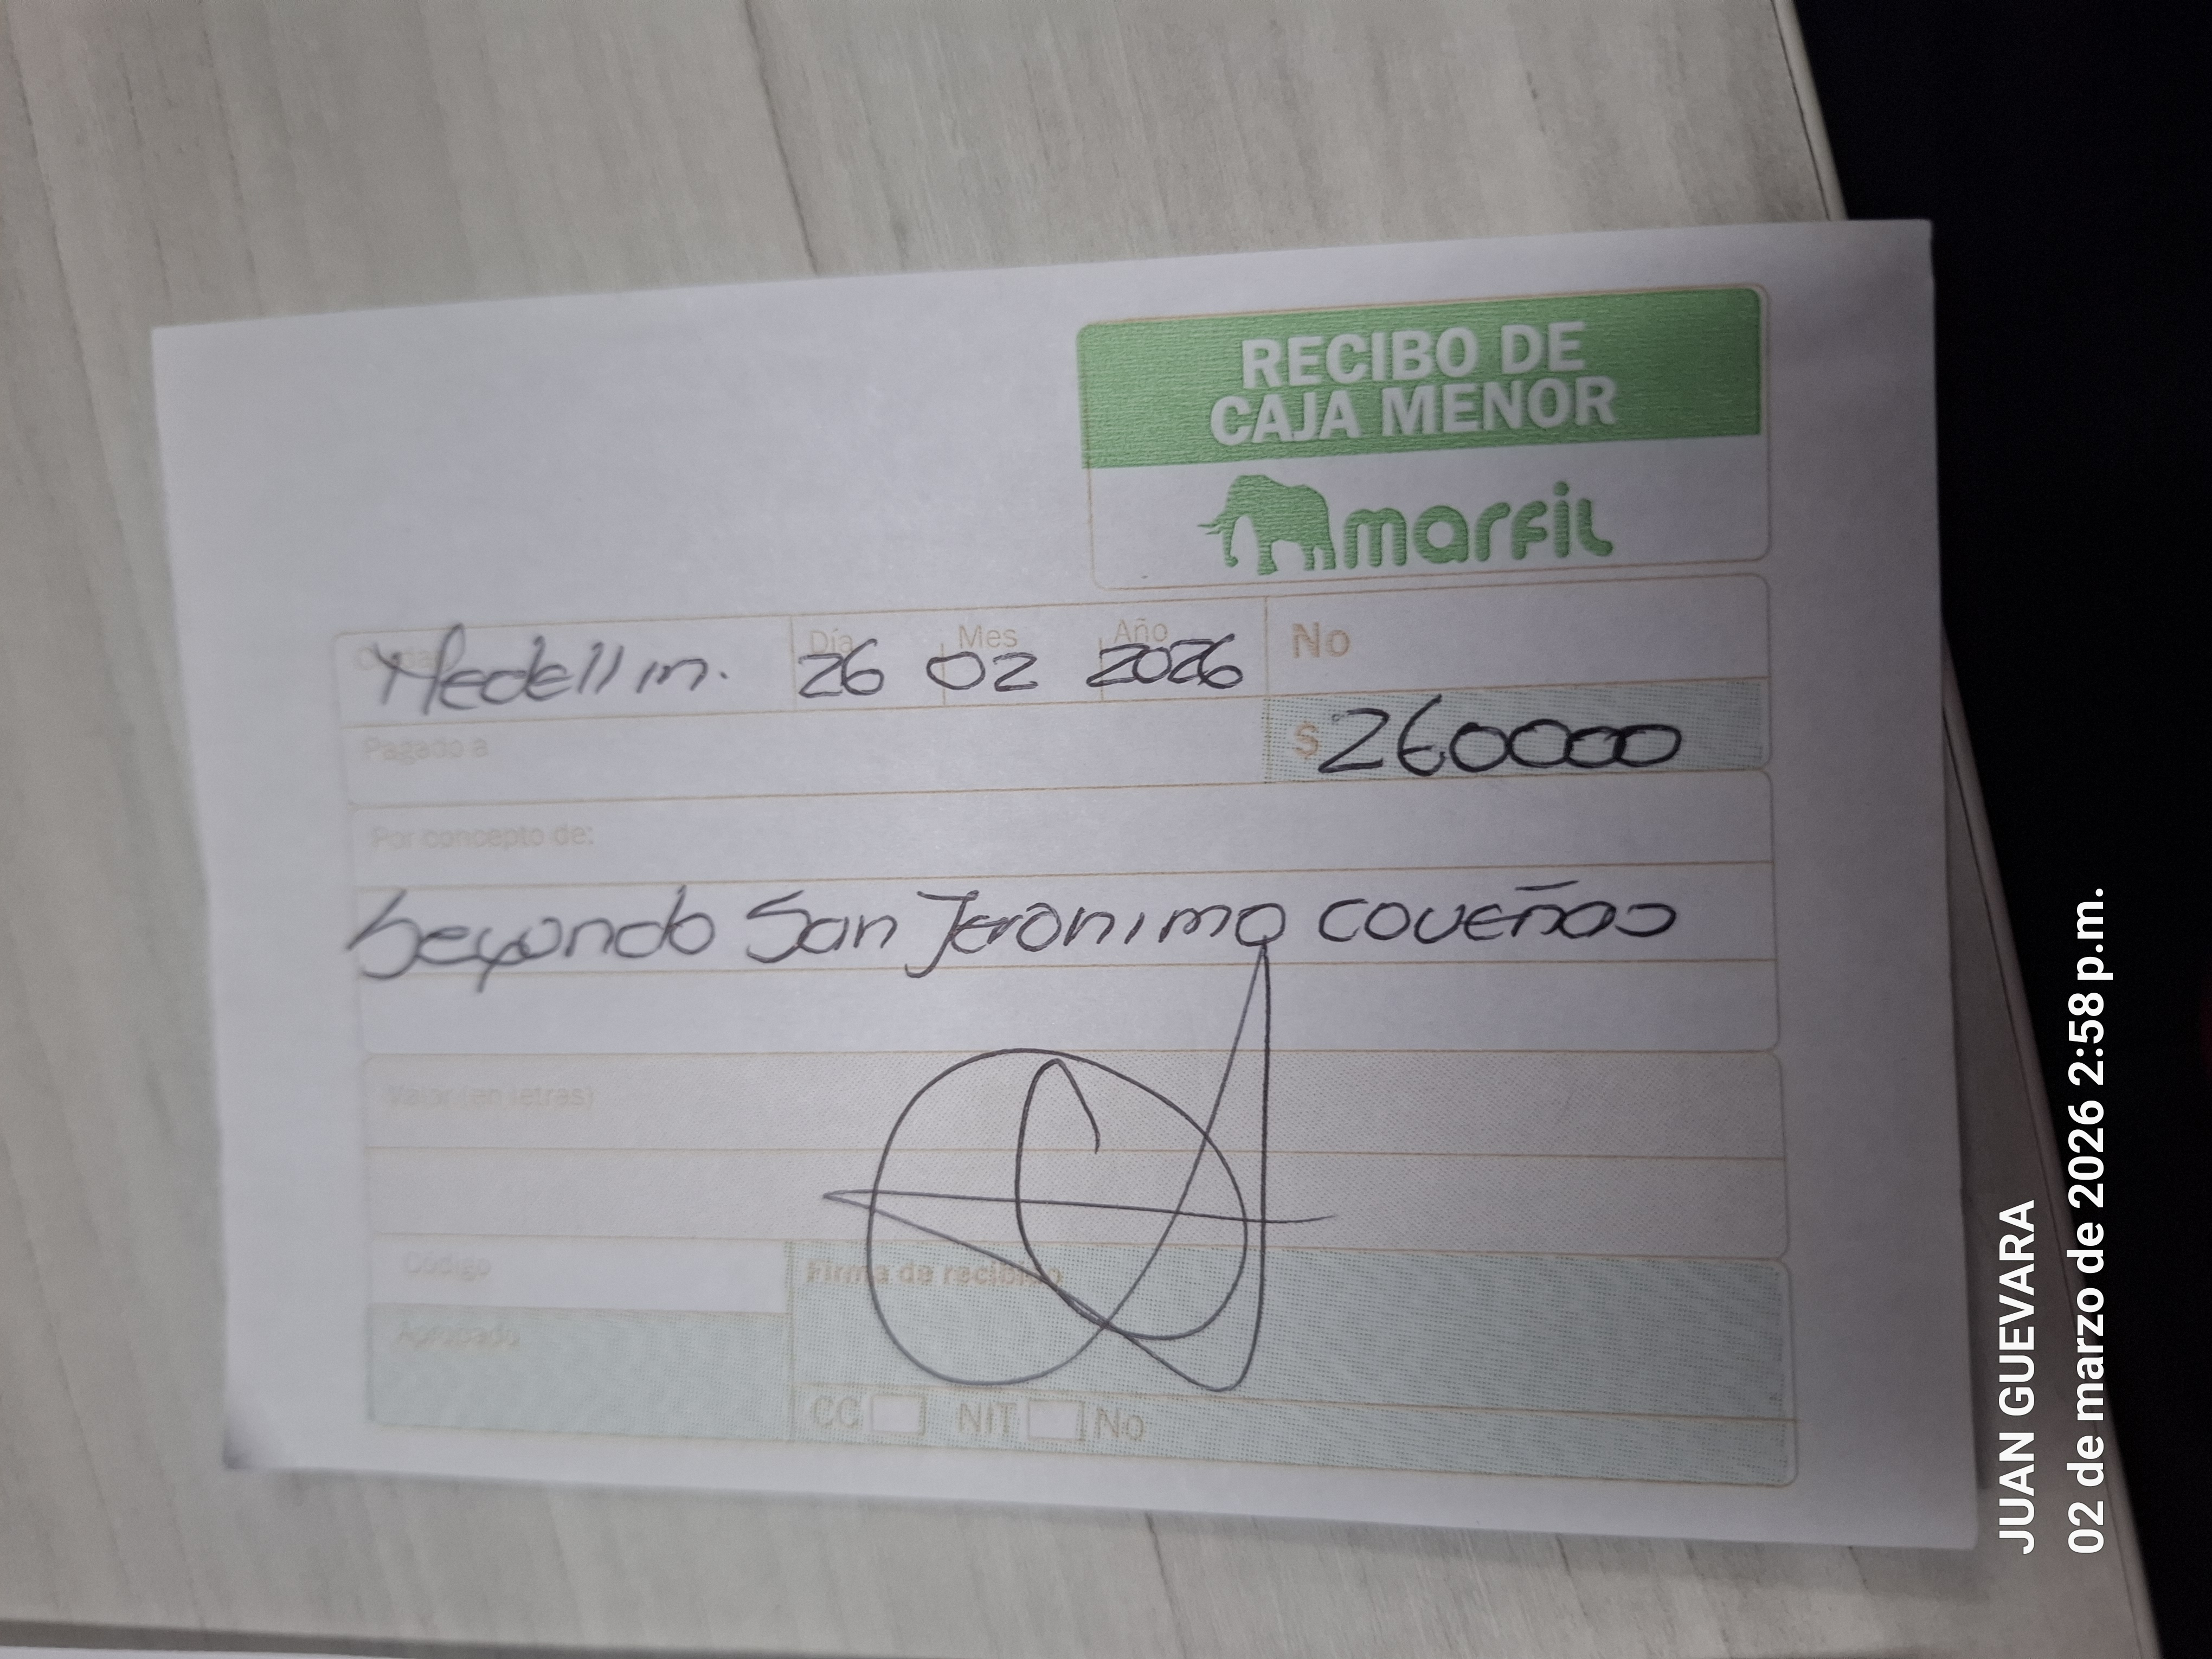 RECIBO DE
CAJA MENOR
marfil
Ciudad Medellin. Día 26 Mes 02 Año 2026 No
Pagado a $ 260000
Por concepto de:
Segundo San Jeronimo coveñas
Valor (en letras)
Código
Firma de recibido
Aprobado
CC NIT No
JUAN GUEVARA
02 de marzo de 2026 2:58 p.m.